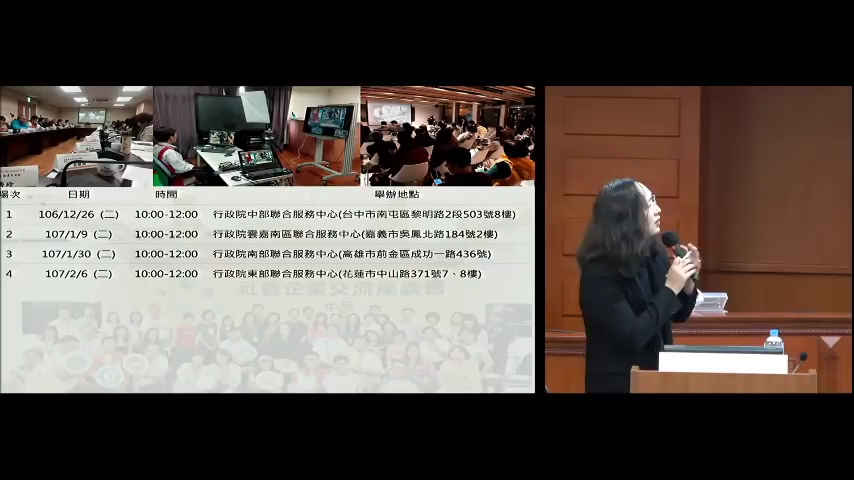 場次 日期 時間 舉辦地點
1 106/12/26 (二) 10:00-12:00 行政院中部聯合服務中心(台中市南屯區黎明路2段503號8樓)
2 107/1/9 (二) 10:00-12:00 行政院雲嘉南區聯合服務中心(嘉義市吳鳳北路184號2樓)
3 107/1/30 (二) 10:00-12:00 行政院南部聯合服務中心(高雄市前金區成功一路436號)
4 107/2/6 (二) 10:00-12:00 行政院東部聯合服務中心(花蓮市中山路371號7、8樓)
社會企業交流座談會